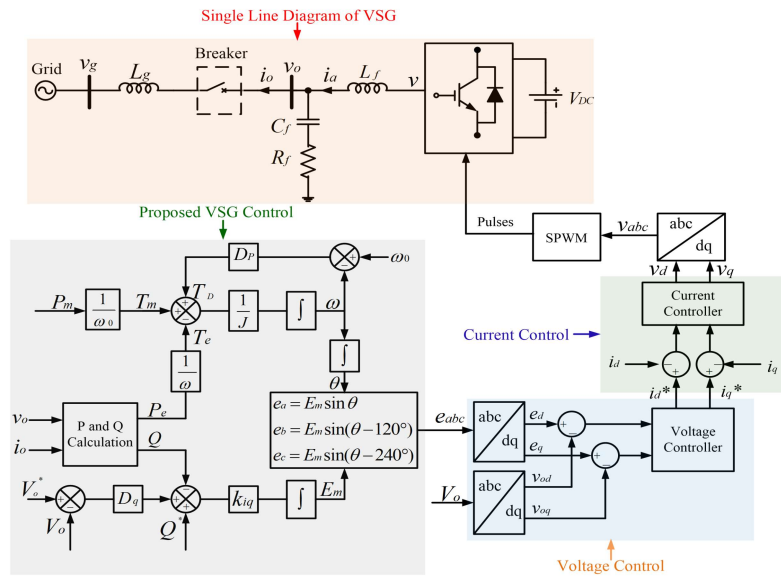 Single Line Diagram of VSG
Grid
v_g
L_g
Breaker
i_o
v_o
i_a
L_f
v
V_DC
C_f
R_f
Proposed VSG Control
D_P
ω_0
P_m
1/ω_0
T_m
T_D
T_e
1/J
∫
ω
∫
θ
1/ω
v_o
i_o
P and Q
Calculation
P_e
Q
e_a = E_m sin θ
e_b = E_m sin(θ − 120°)
e_c = E_m sin(θ − 240°)
V_o*
V_o
D_q
Q*
k_iq
∫
E_m
Pulses
SPWM
v_abc
abc
dq
v_d
v_q
Current
Controller
Current Control
i_d
i_q
i_d*
i_q*
e_abc
abc
dq
e_d
e_q
Voltage
Controller
V_o
abc
dq
v_od
v_oq
Voltage Control